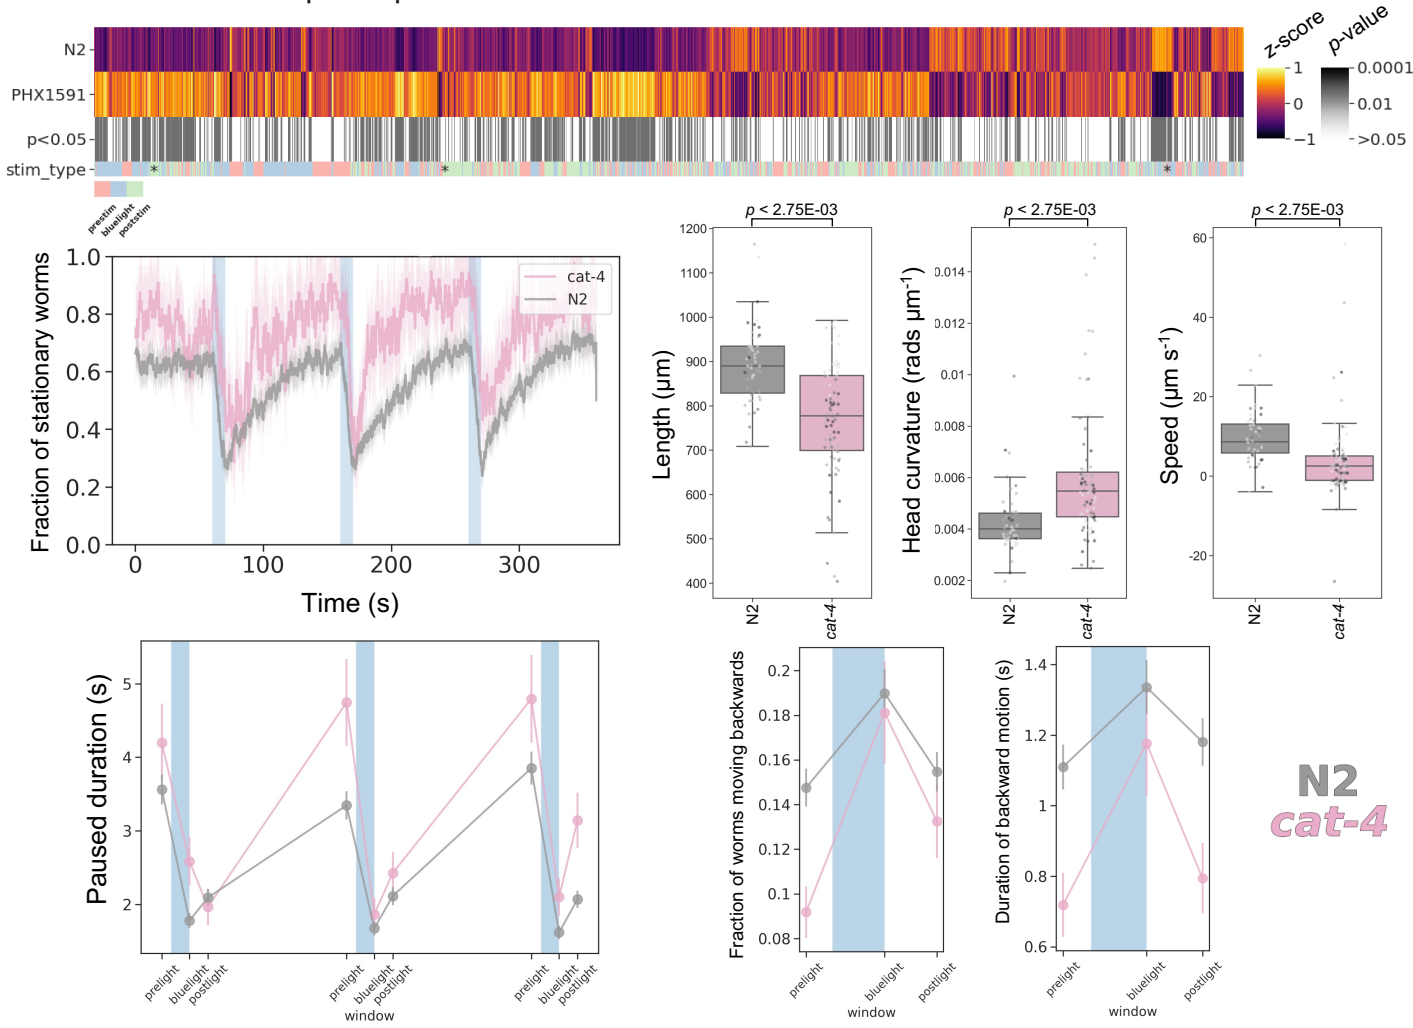 N2
PHX1591
p<0.05
stim_type
* * *
prestim
bluelight
poststim
z-score
1
0
−1
p-value
0.0001
0.01
>0.05
Fraction of stationary worms
1.0
0.8
0.6
0.4
0.2
0.0
0 100 200 300
Time (s)
cat-4
N2
p < 2.75E-03
Length (µm)
1200
1100
1000
900
800
700
600
500
400
N2
cat-4
p < 2.75E-03
Head curvature (rads µm-1)
0.014
0.012
0.01
0.008
0.006
0.004
0.002
N2
cat-4
p < 2.75E-03
Speed (µm s-1)
60
40
20
0
-20
N2
cat-4
Paused duration (s)
5
4
3
2
prelight
bluelight
postlight
prelight
bluelight
postlight
prelight
bluelight
postlight
window
Fraction of worms moving backwards
0.2
0.18
0.16
0.14
0.12
0.1
0.08
prelight
bluelight
postlight
window
Duration of backward motion (s)
1.4
1.2
1
0.8
0.6
prelight
bluelight
postlight
window
N2
cat-4